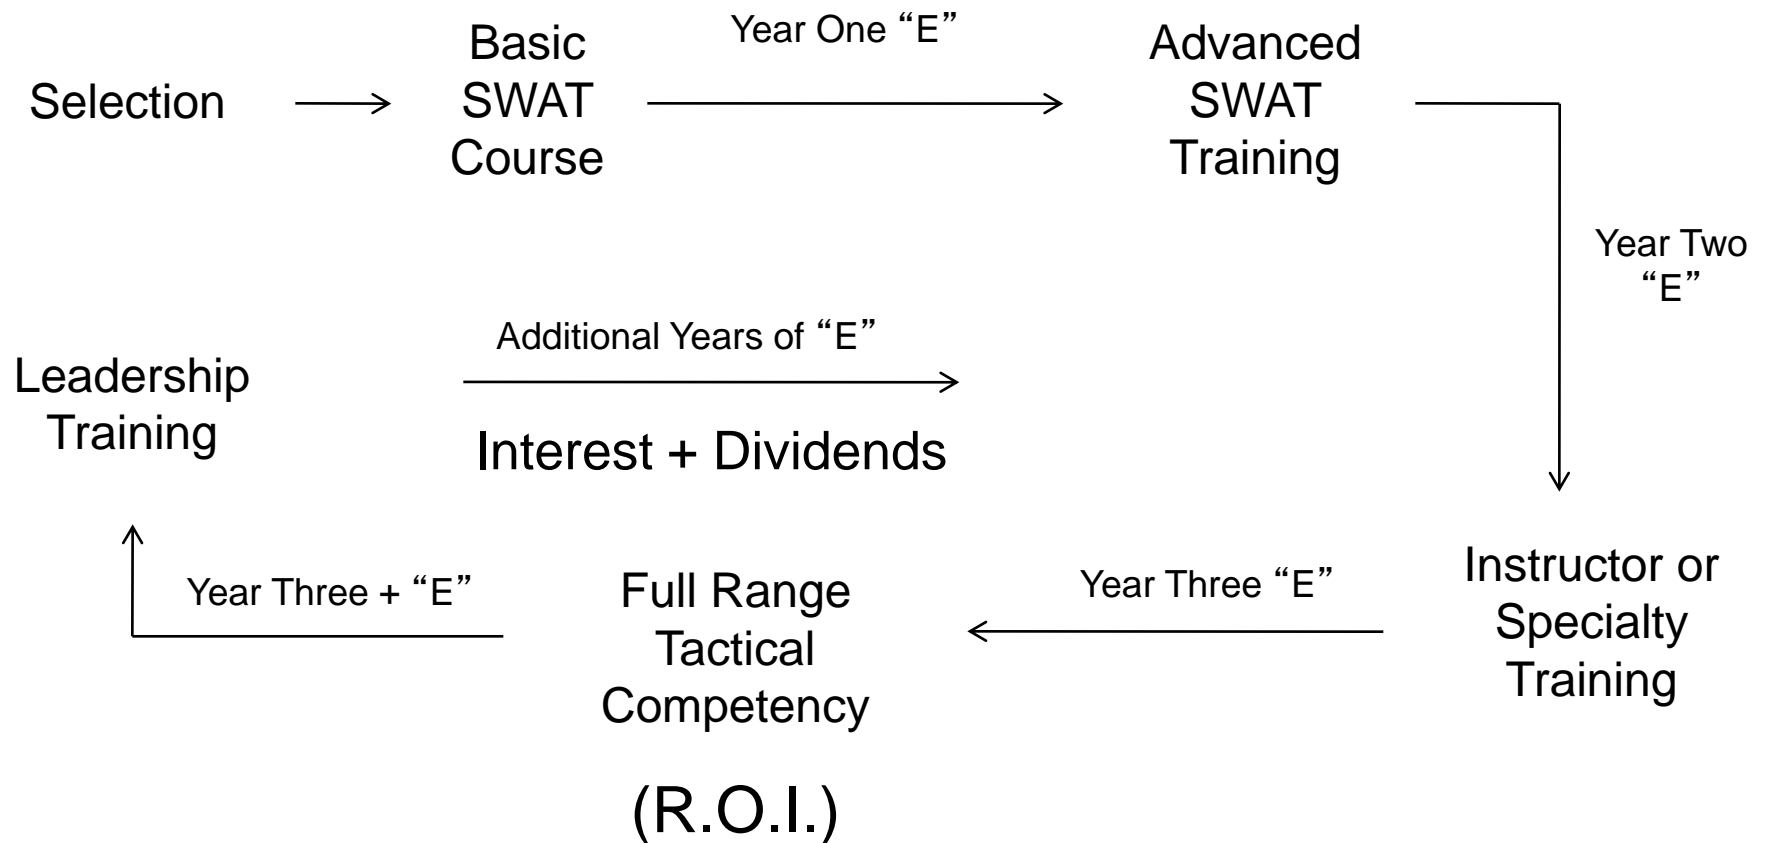 Selection
Basic
SWAT
Course
Year One “E”
Advanced
SWAT
Training
Year Two
“E”
Instructor or
Specialty
Training
Year Three “E”
Full Range
Tactical
Competency
(R.O.I.)
Year Three + “E”
Leadership
Training
Additional Years of “E”
Interest + Dividends